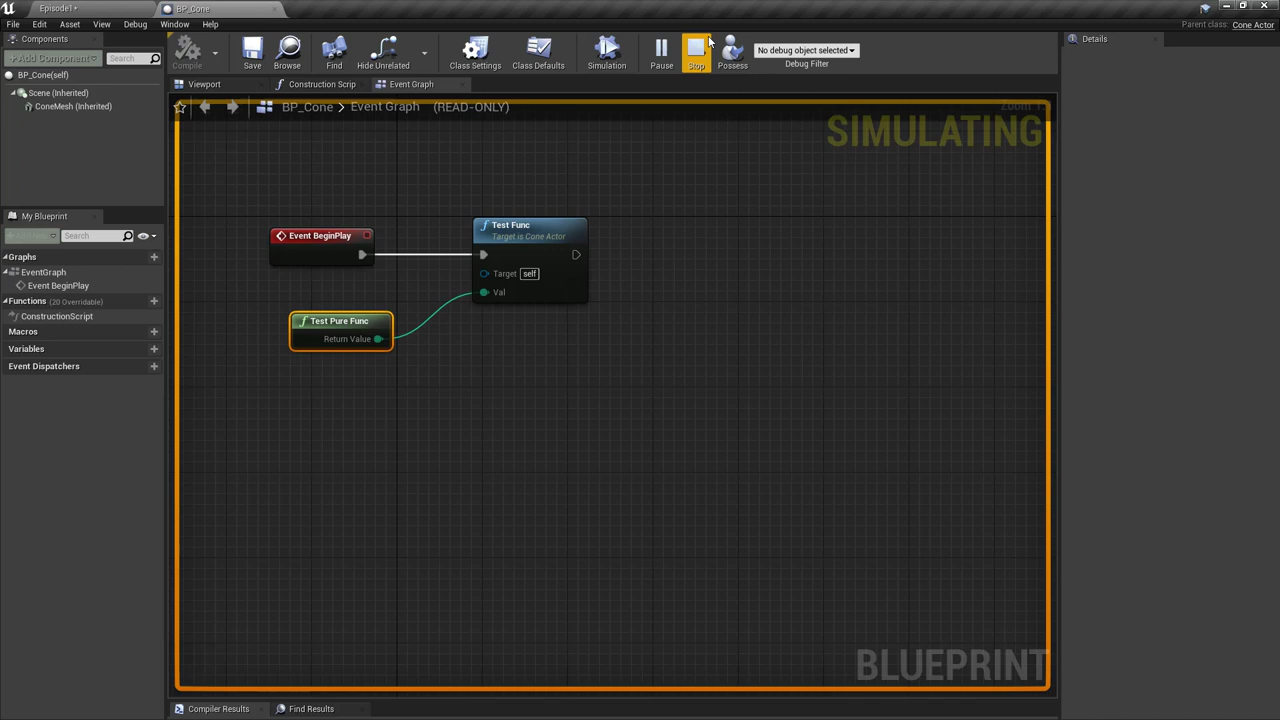 Episode1*
BP_Cone
File Edit Asset View Debug Window Help
Parent class: Cone Actor
Components
+Add Component
Search
BP_Cone(self)
Scene (Inherited)
ConeMesh (Inherited)
Compile
Save
Browse
Find
Hide Unrelated
Class Settings
Class Defaults
Simulation
Pause
Stop
Possess
No debug object selected
Debug Filter
Details
Viewport
Construction Scrip
Event Graph
BP_Cone > Event Graph (READ-ONLY)
SIMULATING
My Blueprint
Search
Graphs
EventGraph
Event BeginPlay
Functions (20 Overridable)
ConstructionScript
Macros
Variables
Event Dispatchers
Event BeginPlay
Test Func
Target is Cone Actor
Target self
Val
Test Pure Func
Return Value
BLUEPRINT
Compiler Results
Find Results